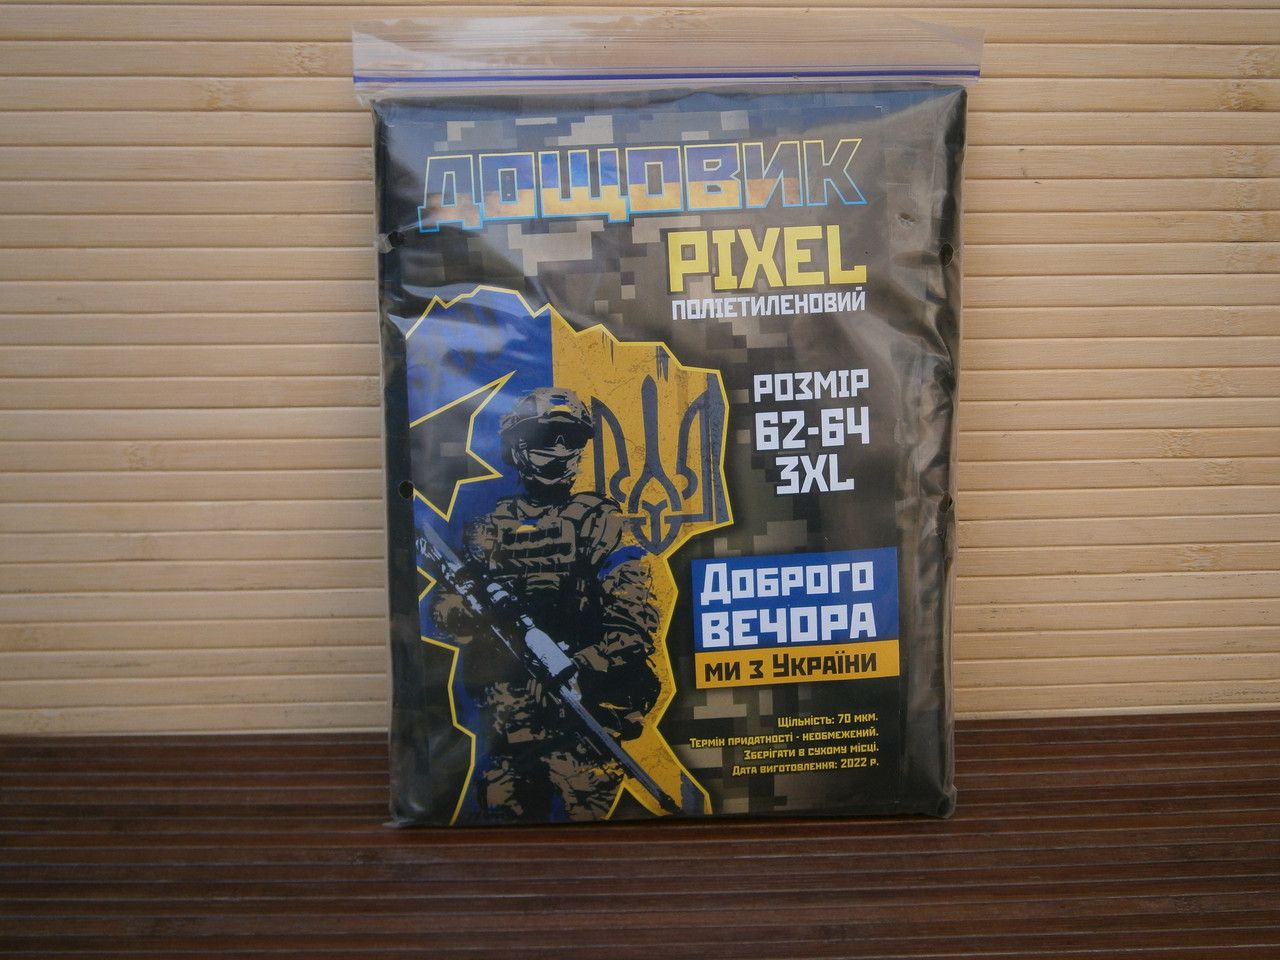 ДОЩОВИК
PIXEL
ПОЛІЕТИЛЕНОВИЙ
РОЗМІР
62-64
3XL
ДОБРОГО
ВЕЧОРА
МИ З УКРАЇНИ
Щільність: 70 мкм.
Термін придатності - необмежений.
Зберігати в сухому місці.
Дата виготовлення: 2022 р.